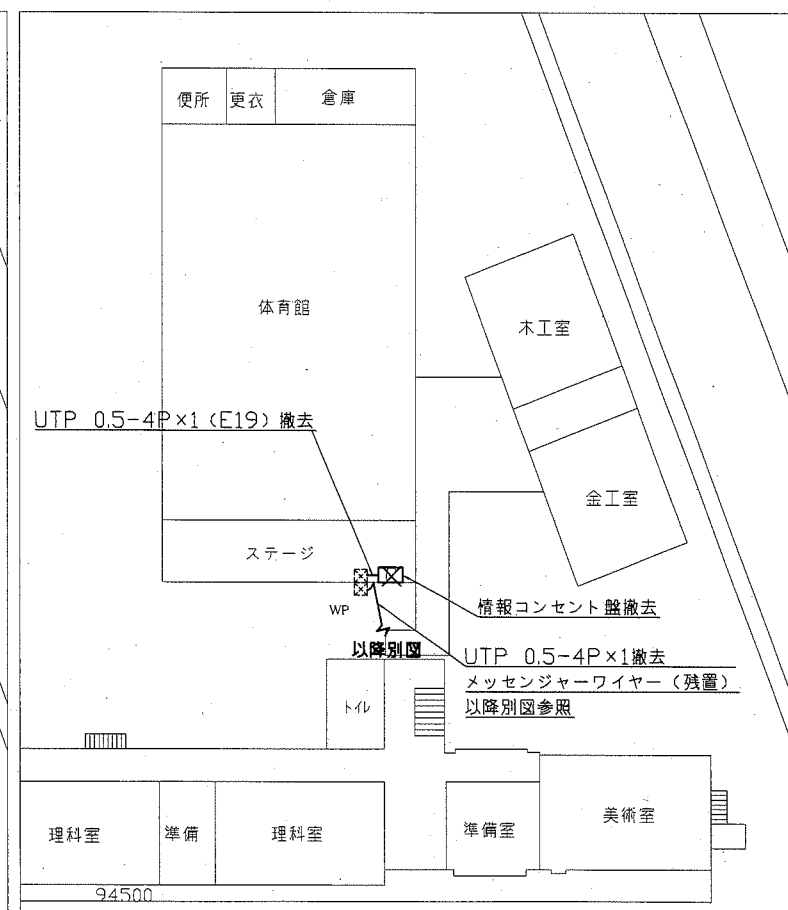 便所
更衣
倉庫
体育館
木工室
UTP 0.5-4P×1（E19）撤去
金工室
ステージ
情報コンセント盤撤去
WP
以降別図
UTP 0.5-4P×1撤去
メッセンジャーワイヤー（残置）
以降別図参照
トイレ
理科室
準備
理科室
準備室
美術室
94500